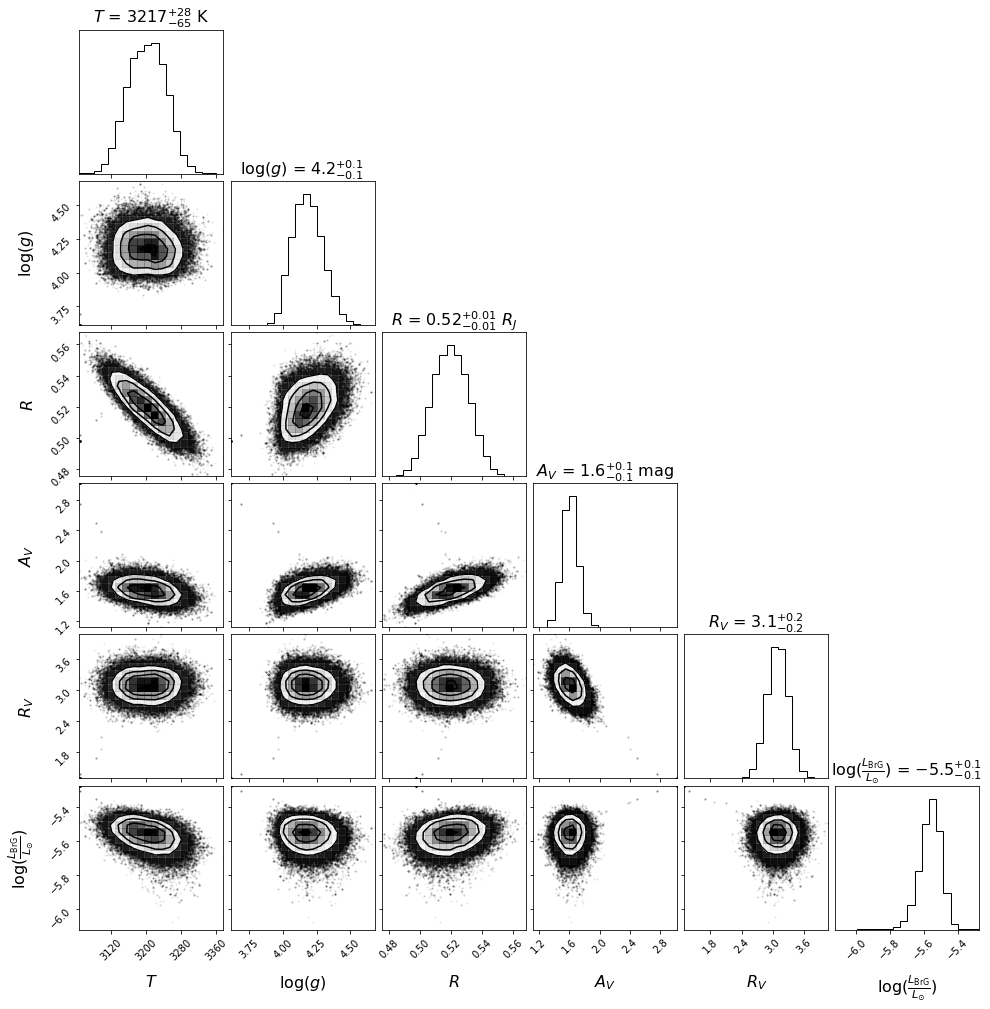 T = 3217^{+28}_{−65} K
log(g) = 4.2^{+0.1}_{−0.1}
4.50
4.25
4.00
3.75
log(g)
R = 0.52^{+0.01}_{−0.01} R_J
0.56
0.54
0.52
0.50
0.48
R
A_V = 1.6^{+0.1}_{−0.1} mag
2.8
2.4
2.0
1.6
1.2
A_V
R_V = 3.1^{+0.2}_{−0.2}
3.6
3.0
2.4
1.8
R_V
log(L_BrG/L_⊙) = −5.5^{+0.1}_{−0.1}
−5.4
−5.6
−5.8
−6.0
log(L_BrG/L_⊙)
3120 3200 3280 3360 3.75 4.00 4.25 4.50 0.48 0.50 0.52 0.54 0.56 1.2 1.6 2.0 2.4 2.8 1.8 2.4 3.0 3.6 −6.0 −5.8 −5.6 −5.4
T log(g) R A_V R_V log(L_BrG/L_⊙)